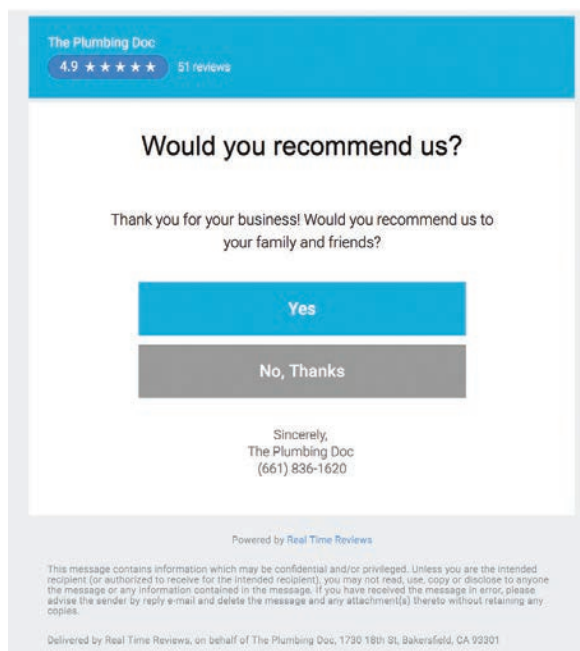 The Plumbing Doc
4.9 ★ ★ ★ ★ ★ 51 reviews
Would you recommend us?
Thank you for your business! Would you recommend us to
your family and friends?
Yes
No, Thanks
Sincerely,
The Plumbing Doc
(661) 836-1620
Powered by Real Time Reviews
This message contains information which may be confidential and/or privileged. Unless you are the intended
recipient (or authorized to receive for the intended recipient), you may not read, use, copy or disclose to anyone
the message or any information contained in the message. If you have received the message in error, please
advise the sender by reply e-mail and delete the message and any attachment(s) thereto without retaining any
copies.
Delivered by Real Time Reviews, on behalf of The Plumbing Doc, 1730 18th St, Bakersfield, CA 93301